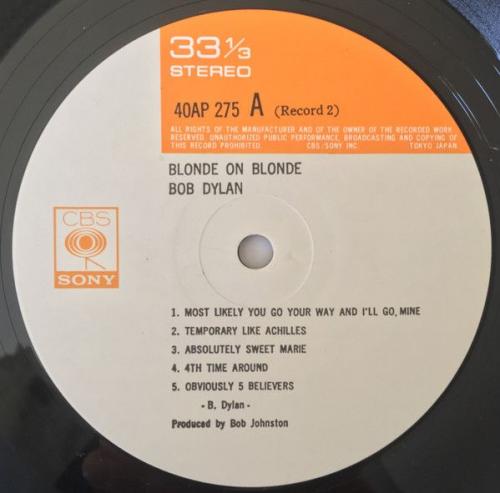 33 1/3
STEREO
40AP 275 A (Record 2)
ALL RIGHTS OF THE MANUFACTURER AND OF THE OWNER OF THE RECORDED WORK
RESERVED. UNAUTHORIZED PUBLIC PERFORMANCE, BROADCASTING AND COPYING OF
THIS RECORD PROHIBITED. CBS/SONY INC. TOKYO JAPAN
BLONDE ON BLONDE
BOB DYLAN
CBS
SONY
1. MOST LIKELY YOU GO YOUR WAY AND I'LL GO, MINE
2. TEMPORARY LIKE ACHILLES
3. ABSOLUTELY SWEET MARIE
4. 4TH TIME AROUND
5. OBVIOUSLY 5 BELIEVERS
- B. Dylan -
Produced by Bob Johnston